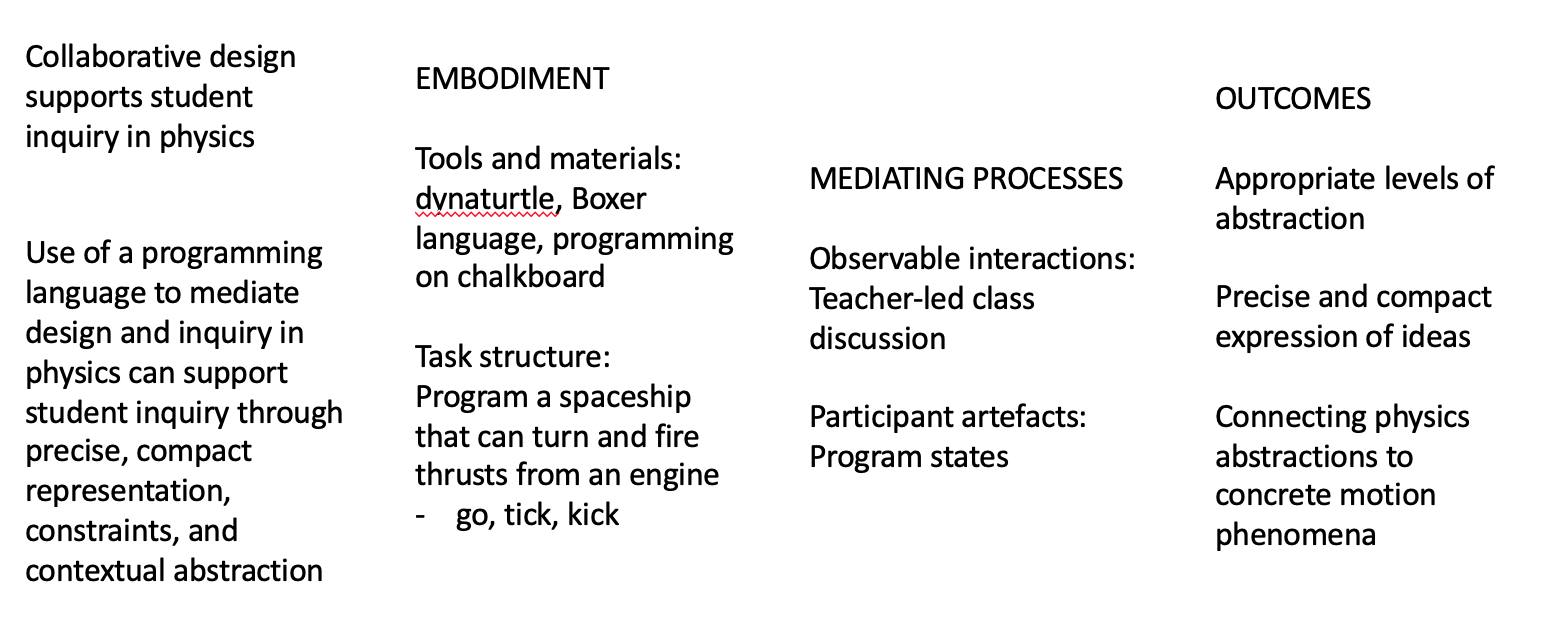 Collaborative design
supports student
inquiry in physics
Use of a programming
language to mediate
design and inquiry in
physics can support
student inquiry through
precise, compact
representation,
constraints, and
contextual abstraction
EMBODIMENT
Tools and materials:
dynaturtle, Boxer
language, programming
on chalkboard
Task structure:
Program a spaceship
that can turn and fire
thrusts from an engine
- go, tick, kick
MEDIATING PROCESSES
Observable interactions:
Teacher-led class
discussion
Participant artefacts:
Program states
OUTCOMES
Appropriate levels of
abstraction
Precise and compact
expression of ideas
Connecting physics
abstractions to
concrete motion
phenomena